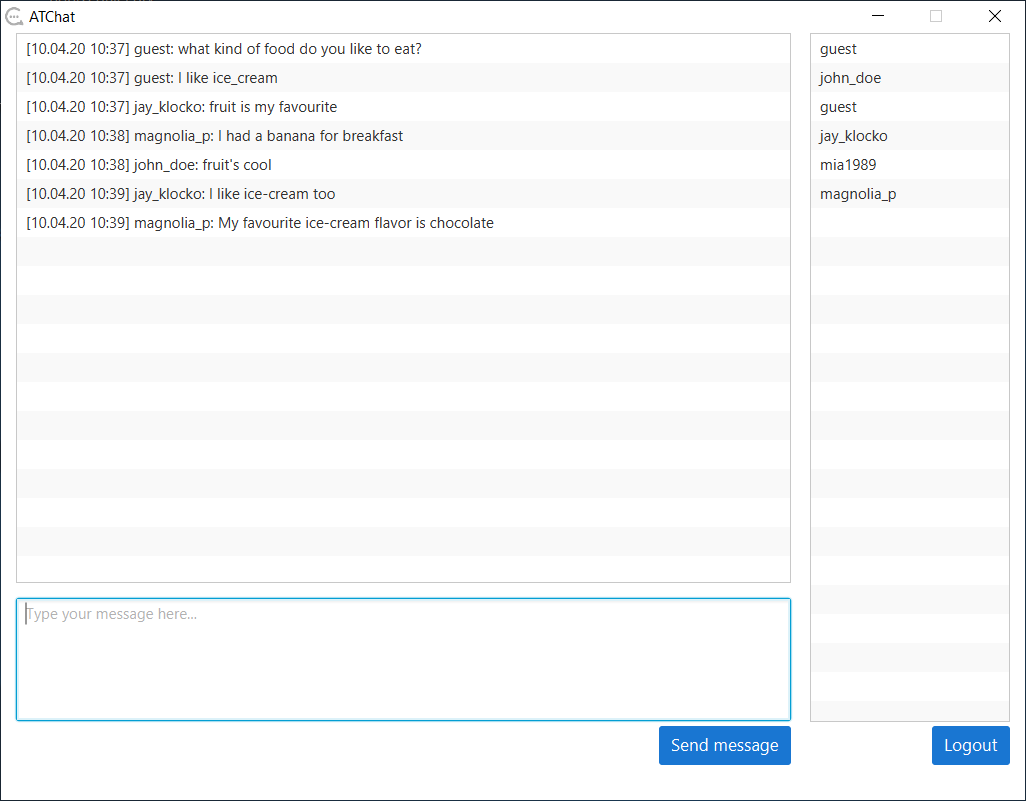 ATChat
[10.04.20 10:37] guest: what kind of food do you like to eat?
[10.04.20 10:37] guest: I like ice_cream
[10.04.20 10:37] jay_klocko: fruit is my favourite
[10.04.20 10:38] magnolia_p: I had a banana for breakfast
[10.04.20 10:38] john_doe: fruit's cool
[10.04.20 10:39] jay_klocko: I like ice-cream too
[10.04.20 10:39] magnolia_p: My favourite ice-cream flavor is chocolate
guest
john_doe
guest
jay_klocko
mia1989
magnolia_p
Type your message here...
Send message
Logout